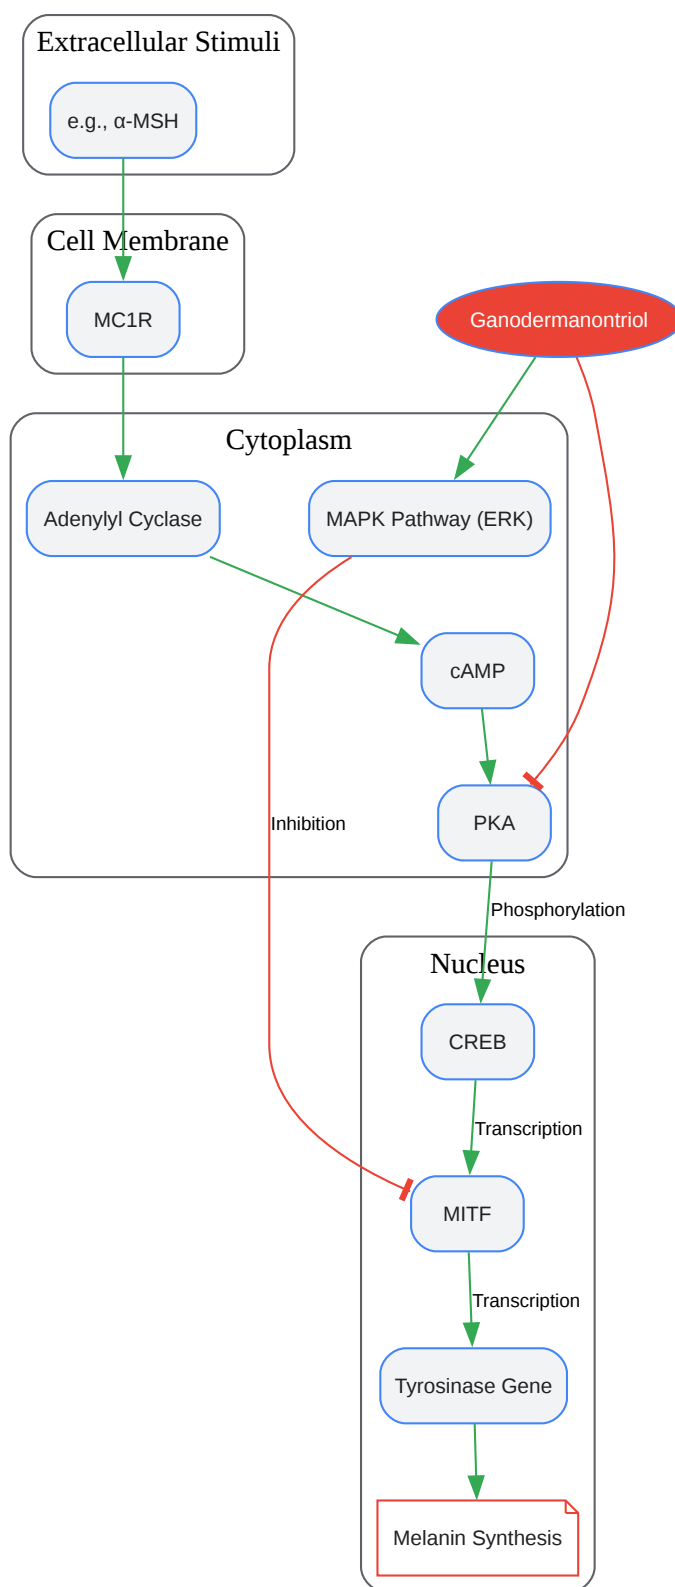 Extracellular Stimuli
e.g., α-MSH
Cell Membrane
MC1R
Ganodermanontriol
Cytoplasm
Adenylyl Cyclase
MAPK Pathway (ERK)
cAMP
PKA
Inhibition
Phosphorylation
Nucleus
CREB
Transcription
MITF
Transcription
Tyrosinase Gene
Melanin Synthesis